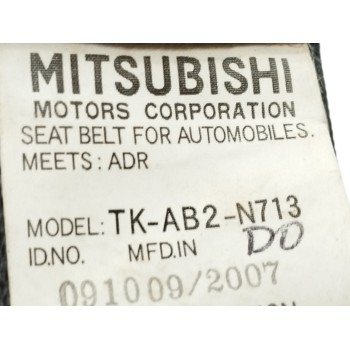 MITSUBISHI
MOTORS CORPORATION
SEAT BELT FOR AUTOMOBILES.
MEETS: ADR
MODEL: TK-AB2-N713
ID.NO. MFD.IN DO
091009/2007